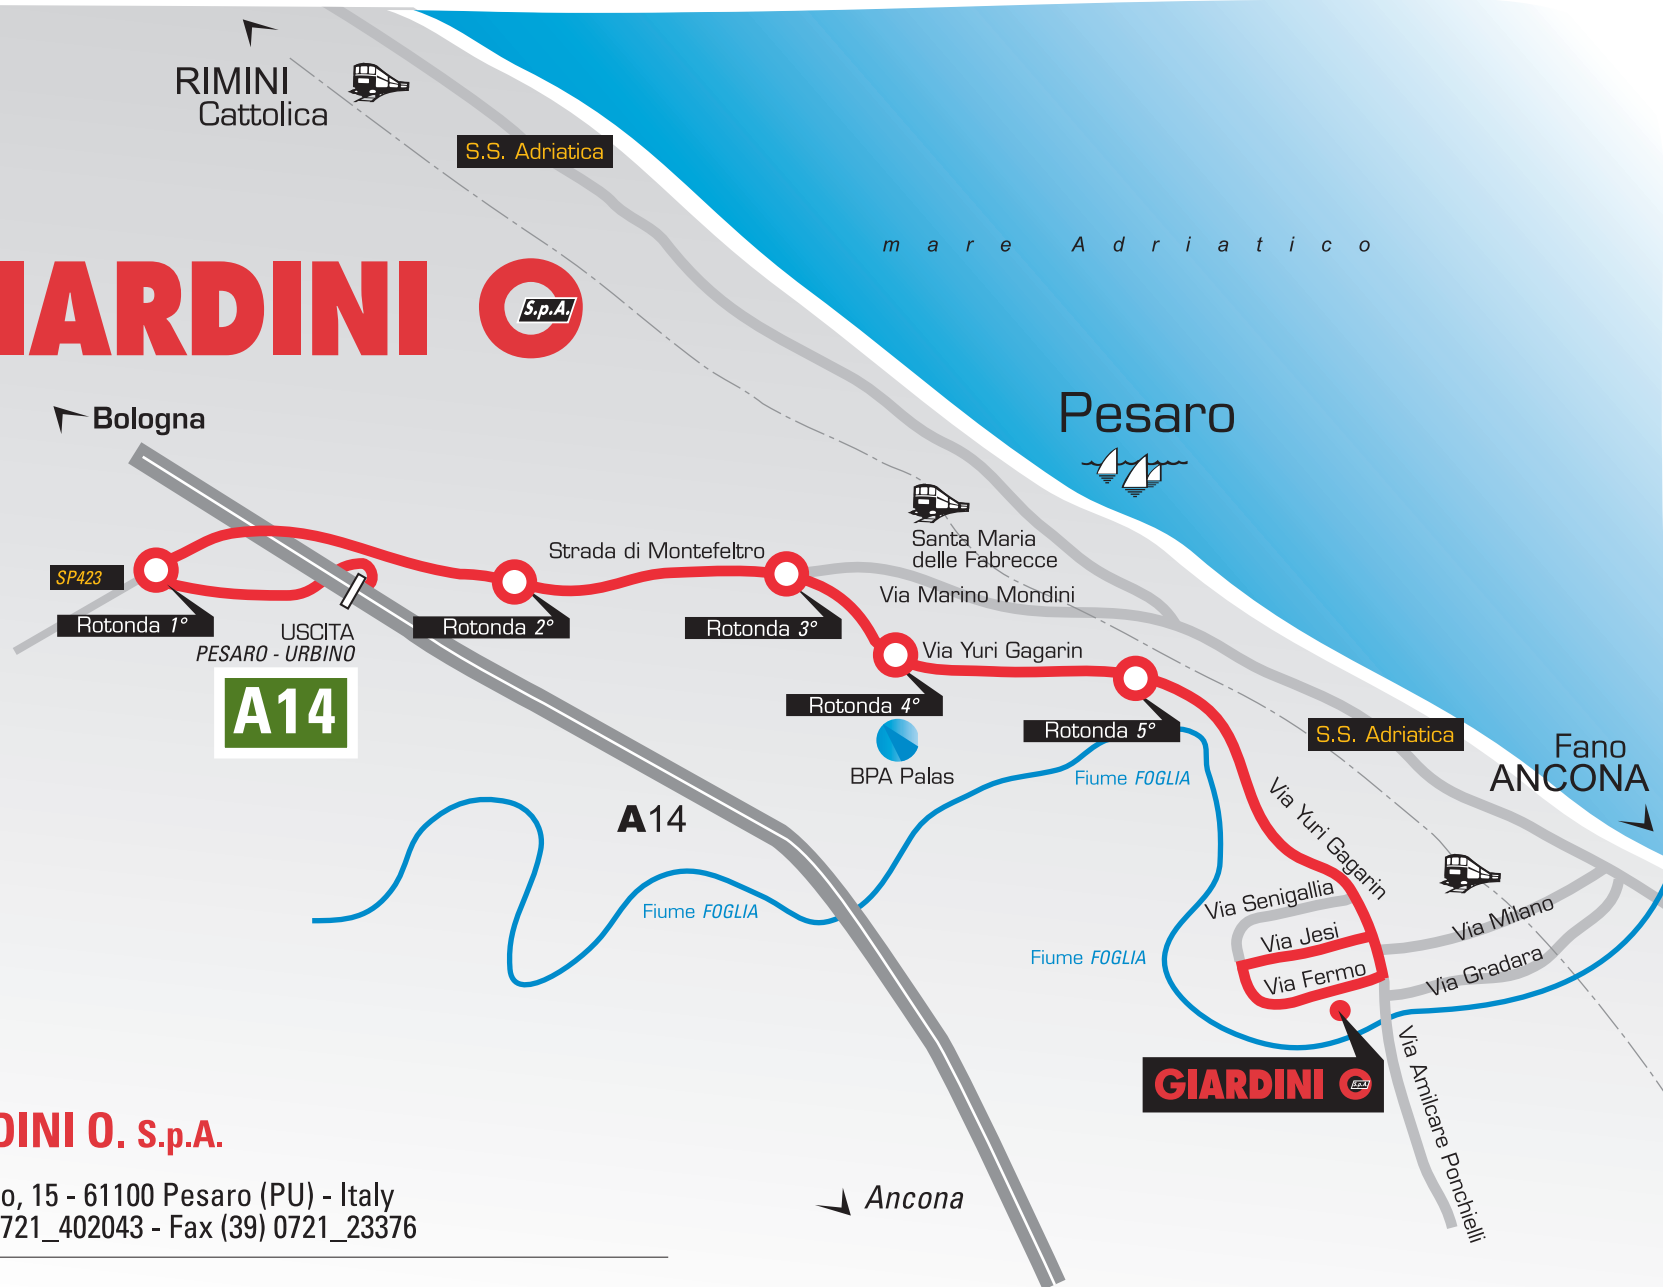 RIMINI
Cattolica
S.S. Adriatica
mare Adriatico
IARDINI
S.p.A.
Bologna
Pesaro
Santa Maria
delle Fabrecce
Strada di Montefeltro
SP423
Via Marino Mondini
Rotonda 1°
Rotonda 2°
Rotonda 3°
USCITA
PESARO - URBINO
A14
Via Yuri Gagarin
Rotonda 4°
Rotonda 5°
S.S. Adriatica
Fano
ANCONA
BPA Palas
Fiume FOGLIA
A14
Via Yuri Gagarin
Via Senigallia
Fiume FOGLIA
Via Milano
Via Jesi
Fiume FOGLIA
Via Gradara
Via Fermo
GIARDINI
S.p.A.
Via Amilcare Ponchielli
DINI O. S.p.A.
o, 15 - 61100 Pesaro (PU) - Italy
721_402043 - Fax (39) 0721_23376
Ancona